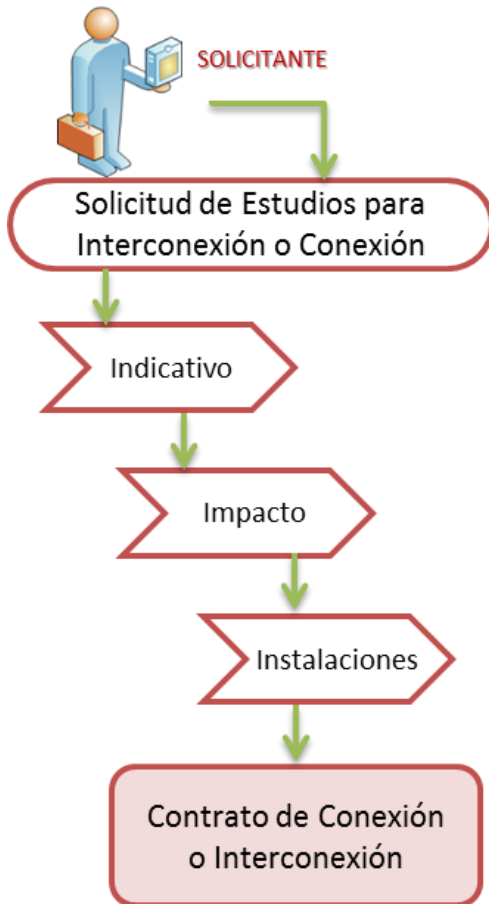 SOLICITANTE
Solicitud de Estudios para
Interconexión o Conexión
Indicativo
Impacto
Instalaciones
Contrato de Conexión
o Interconexión